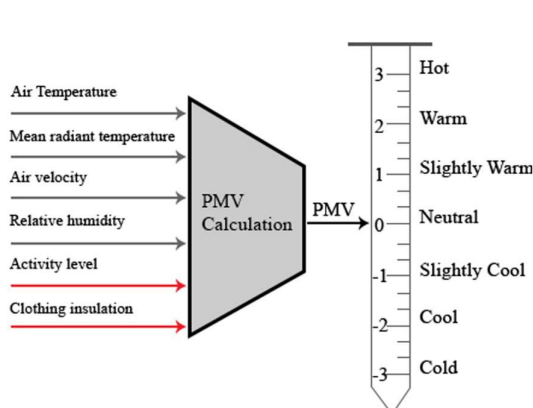 Air Temperature
Mean radiant temperature
Air velocity
Relative humidity
Activity level
Clothing insulation
PMV
Calculation
PMV
3 Hot
2 Warm
1 Slightly Warm
0 Neutral
-1 Slightly Cool
-2 Cool
-3 Cold